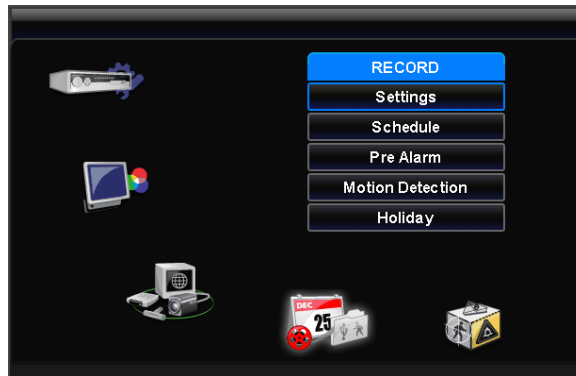 RECORD
Settings
Schedule
Pre Alarm
Motion Detection
Holiday
DEC
25